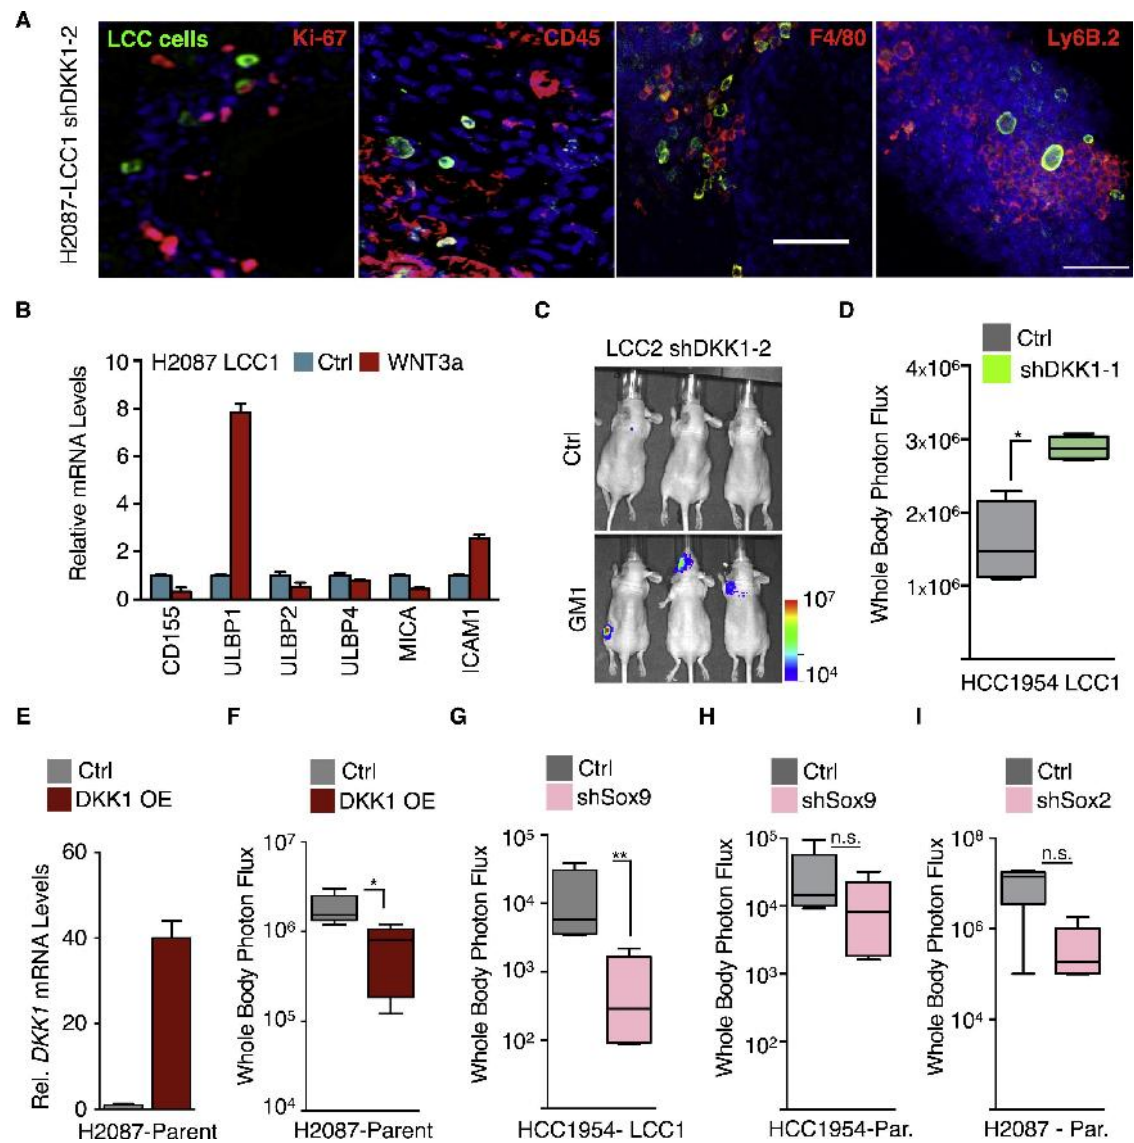 A
H2087-LCC1 shDKK1-2
LCC cells
Ki-67
CD45
F4/80
Ly6B.2
B
H2087 LCC1
Ctrl
WNT3a
Relative mRNA Levels
10
8
6
4
2
0
CD155
ULBP1
ULBP2
ULBP4
MICA
ICAM1
C
LCC2 shDKK1-2
Ctrl
GM1
10⁷
10⁴
D
Ctrl
shDKK1-1
Whole Body Photon Flux
4x10⁶
3x10⁶
2x10⁶
1x10⁶
*
HCC1954 LCC1
E
Ctrl
DKK1 OE
Rel. DKK1 mRNA Levels
60
40
20
0
H2087-Parent
F
Ctrl
DKK1 OE
Whole Body Photon Flux
10⁷
10⁶
10⁵
10⁴
*
H2087-Parent
G
Ctrl
shSox9
Whole Body Photon Flux
10⁵
10⁴
10³
10²
**
HCC1954- LCC1
H
Ctrl
shSox9
Whole Body Photon Flux
10⁵
10⁴
10³
10²
n.s.
HCC1954-Par.
I
Ctrl
shSox2
Whole Body Photon Flux
10⁸
10⁶
10⁴
n.s.
H2087 - Par.